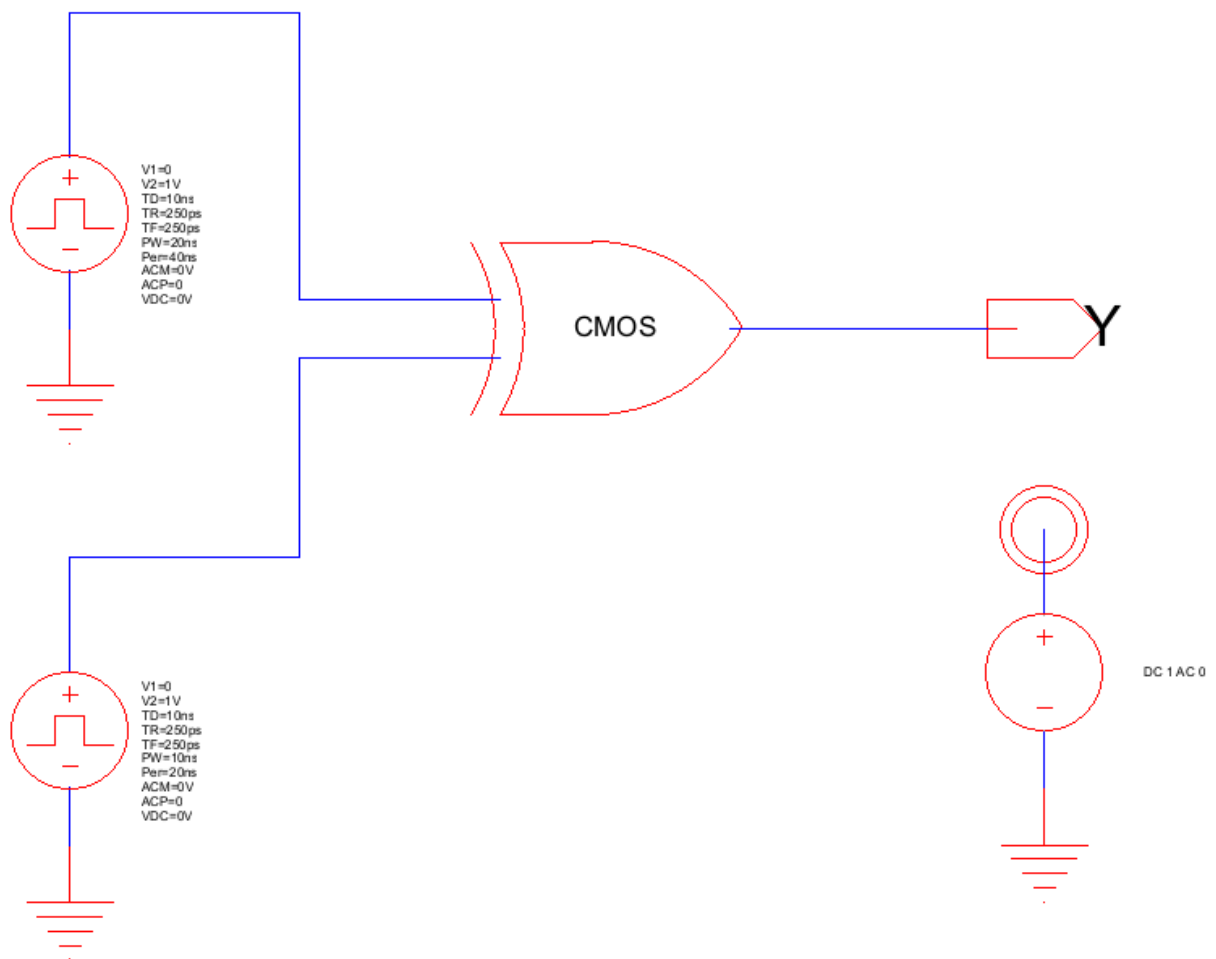 V1=0
V2=1V
TD=10ns
TR=250ps
TF=250ps
PW=20ns
Per=40ns
ACM=0V
ACP=0
VDC=0V
CMOS
Y
V1=0
V2=1V
TD=10ns
TR=250ps
TF=250ps
PW=10ns
Per=20ns
ACM=0V
ACP=0
VDC=0V
DC 1 AC 0